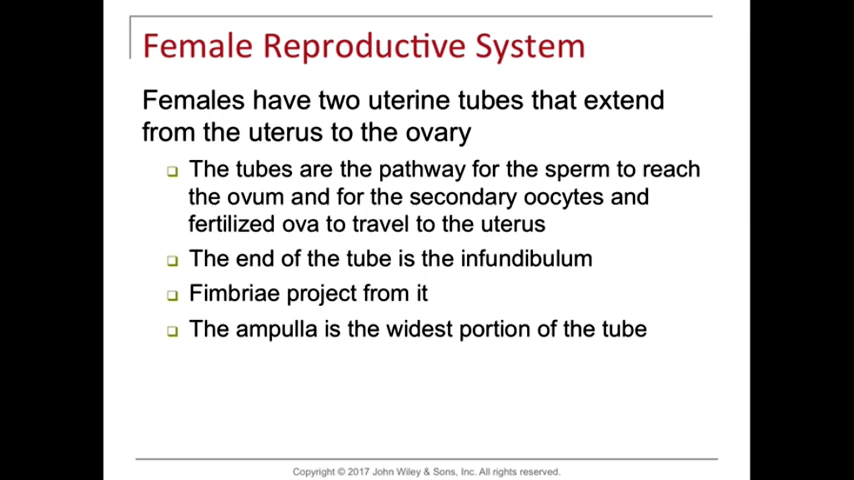 Female Reproductive System
Females have two uterine tubes that extend
from the uterus to the ovary
The tubes are the pathway for the sperm to reach
the ovum and for the secondary oocytes and
fertilized ova to travel to the uterus
The end of the tube is the infundibulum
Fimbriae project from it
The ampulla is the widest portion of the tube
Copyright © 2017 John Wiley & Sons, Inc. All rights reserved.